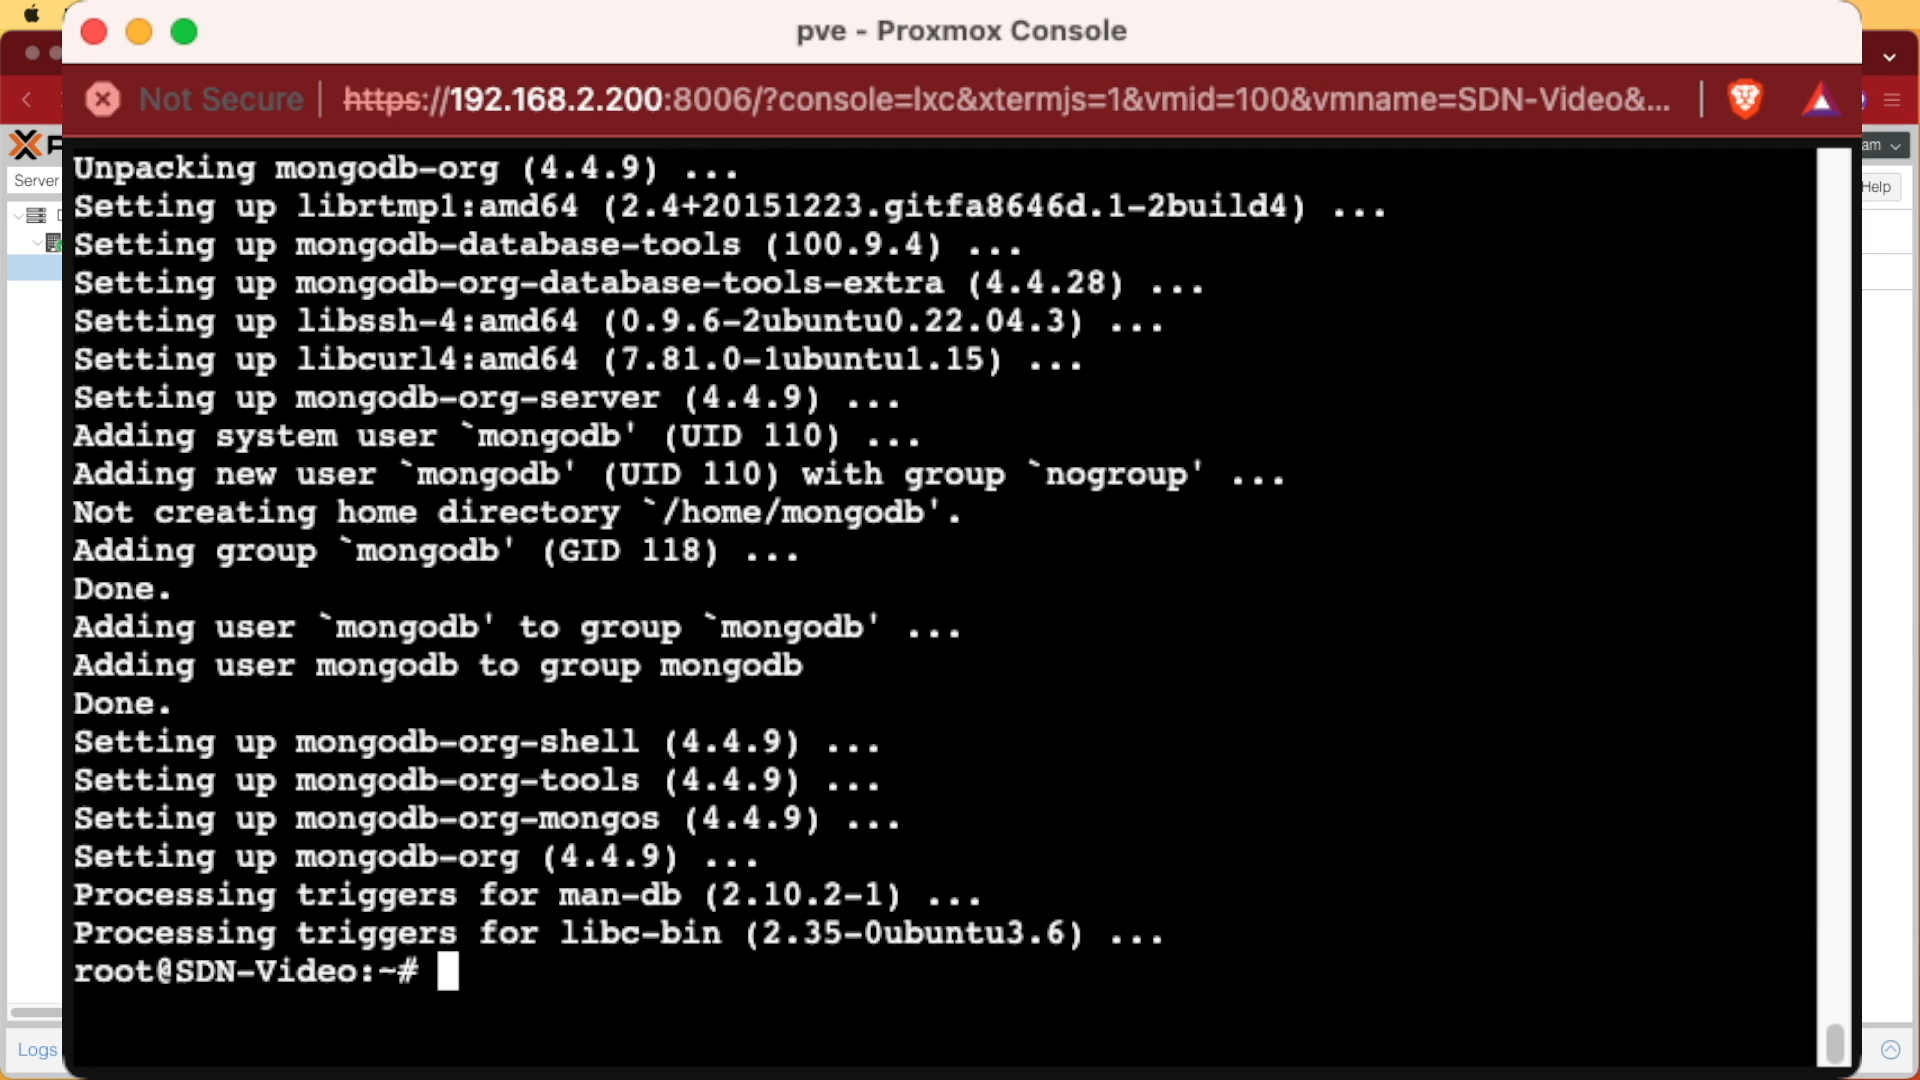 pve - Proxmox Console
Not Secure https://192.168.2.200:8006/?console=lxc&xtermjs=1&vmid=100&vmname=SDN-Video&...
am
Server
Help
Unpacking mongodb-org (4.4.9) ...
Setting up librtmp1:amd64 (2.4+20151223.gitfa8646d.1-2build4) ...
Setting up mongodb-database-tools (100.9.4) ...
Setting up mongodb-org-database-tools-extra (4.4.28) ...
Setting up libssh-4:amd64 (0.9.6-2ubuntu0.22.04.3) ...
Setting up libcurl4:amd64 (7.81.0-1ubuntu1.15) ...
Setting up mongodb-org-server (4.4.9) ...
Adding system user `mongodb' (UID 110) ...
Adding new user `mongodb' (UID 110) with group `nogroup' ...
Not creating home directory `/home/mongodb'.
Adding group `mongodb' (GID 118) ...
Done.
Adding user `mongodb' to group `mongodb' ...
Adding user mongodb to group mongodb
Done.
Setting up mongodb-org-shell (4.4.9) ...
Setting up mongodb-org-tools (4.4.9) ...
Setting up mongodb-org-mongos (4.4.9) ...
Setting up mongodb-org (4.4.9) ...
Processing triggers for man-db (2.10.2-1) ...
Processing triggers for libc-bin (2.35-0ubuntu3.6) ...
root@SDN-Video:~#
Logs